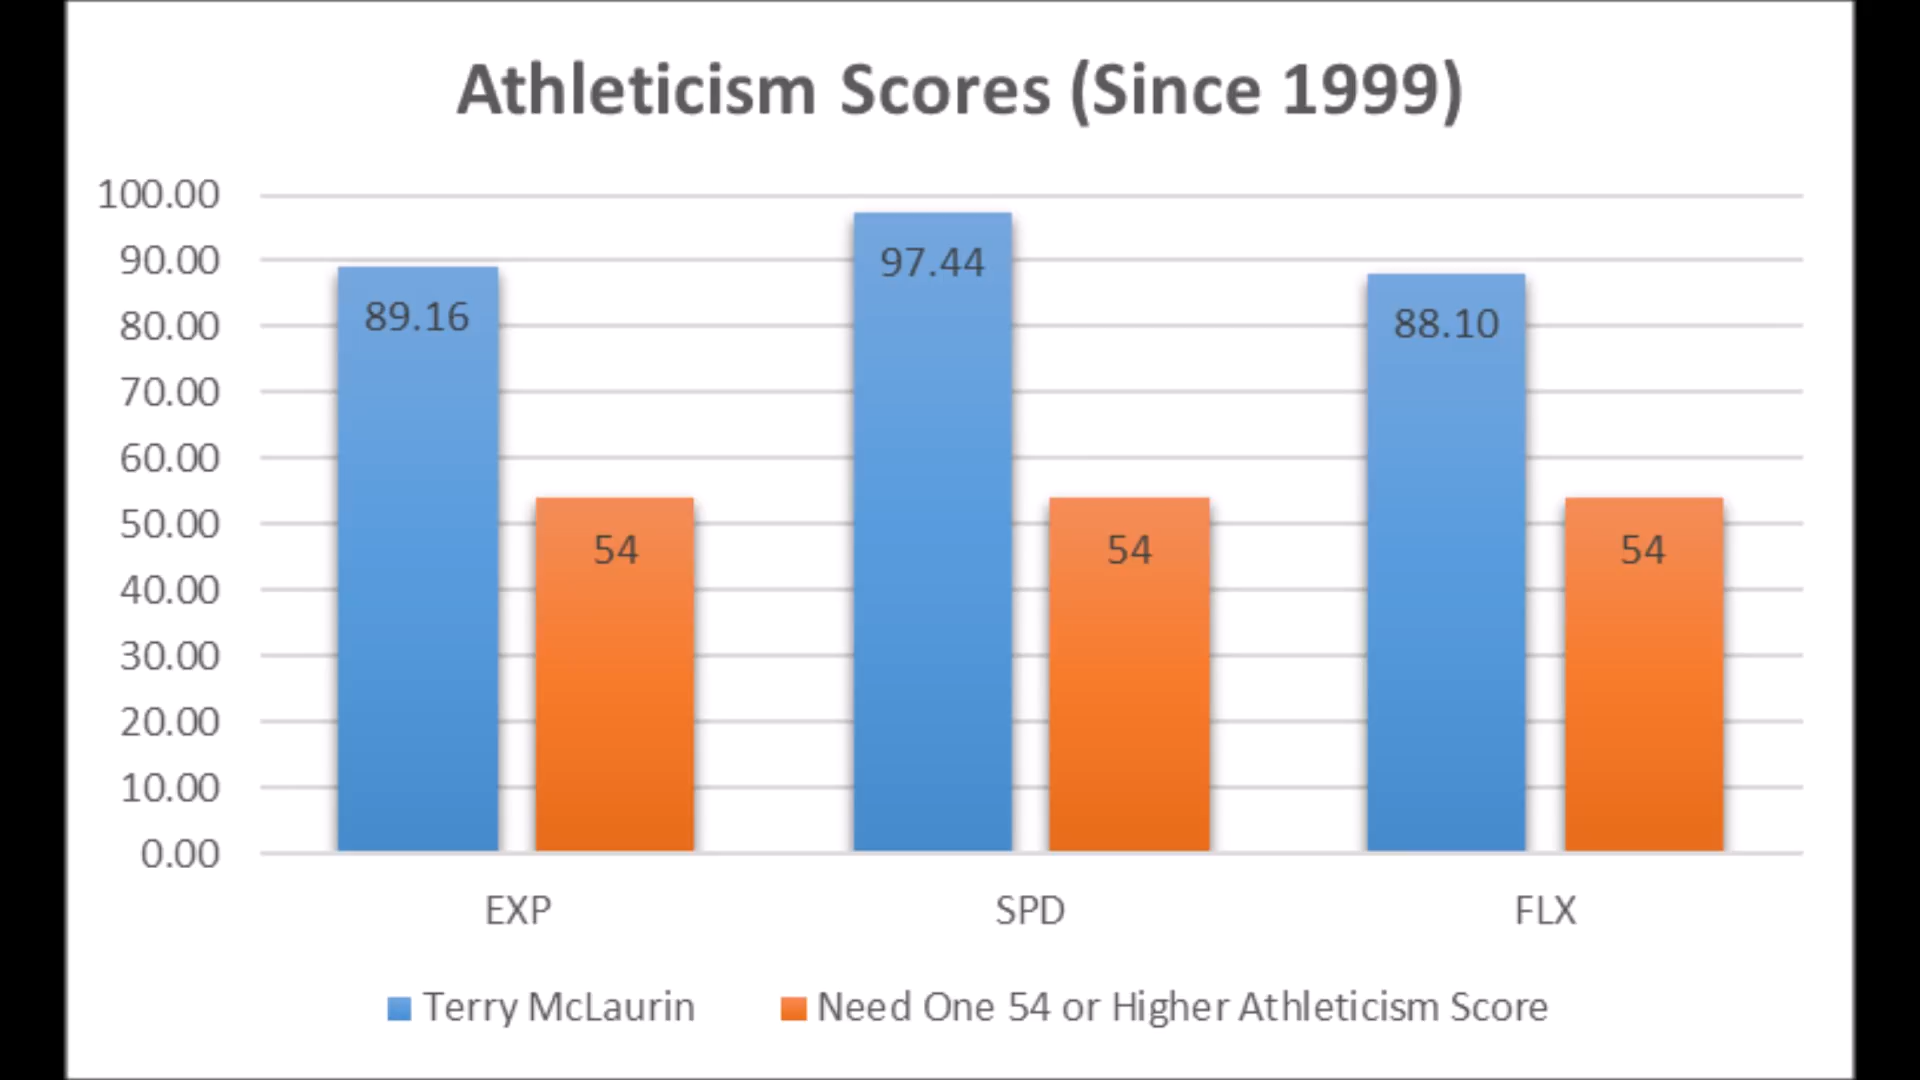 Athleticism Scores (Since 1999)
100.00
90.00
80.00
70.00
60.00
50.00
40.00
30.00
20.00
10.00
0.00
89.16
54
97.44
54
88.10
54
EXP
SPD
FLX
Terry McLaurin
Need One 54 or Higher Athleticism Score